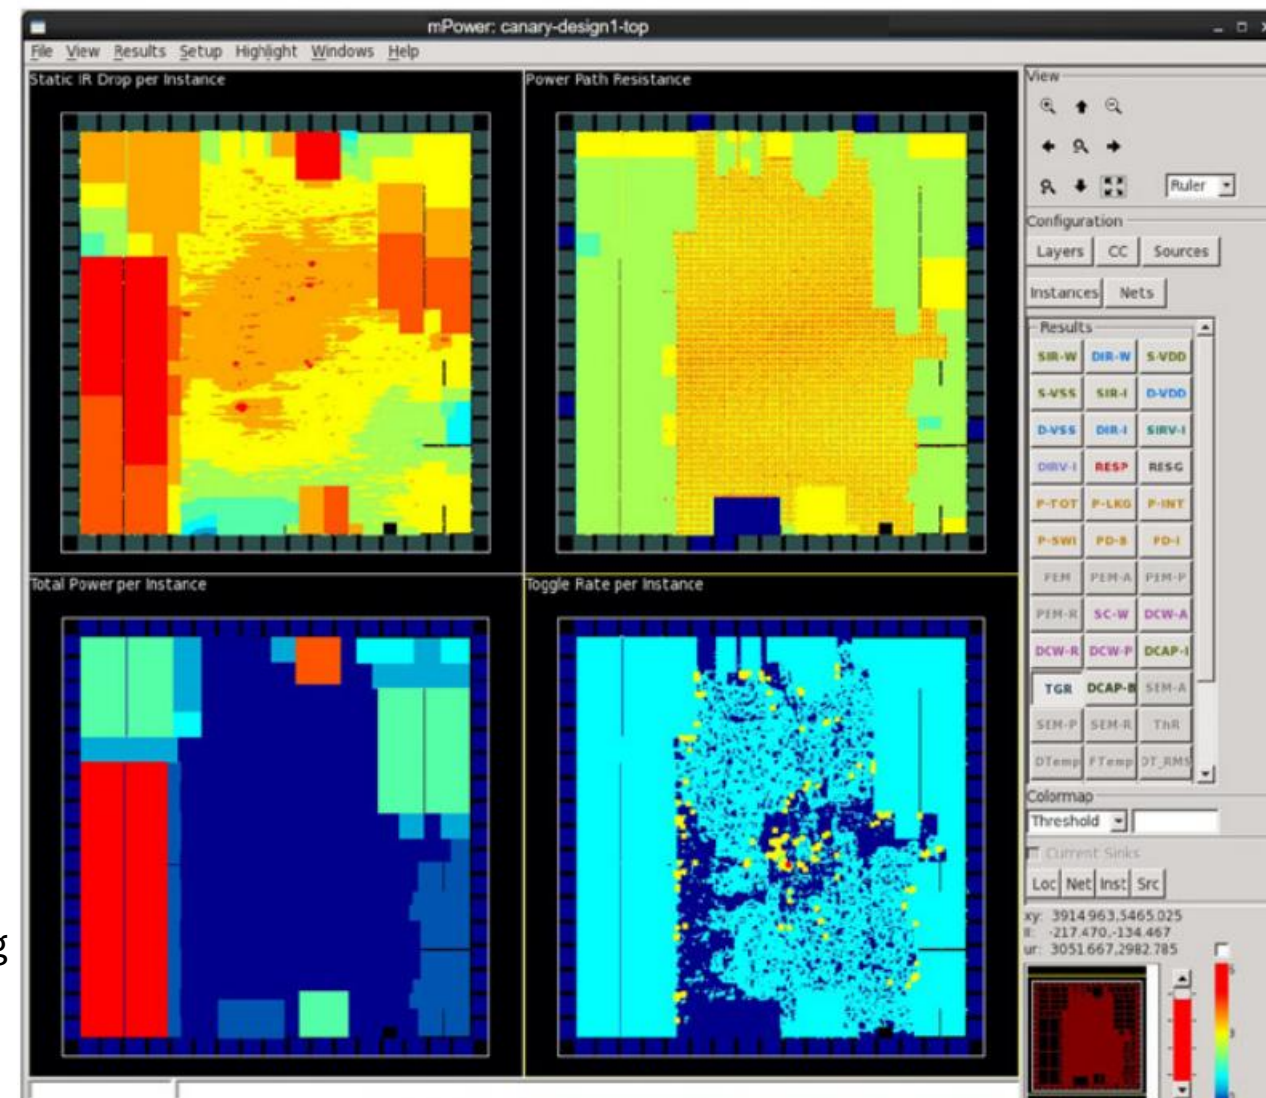 mPower: canary-design1-top
File View Results Setup Highlight Windows Help
Static IR Drop per Instance
Power Path Resistance
View
Ruler
Configuration
Layers CC Sources
Instances Nets
Results
SIR-W DIR-W S-VDD
S-VSS SIR-I D-VDD
D-VSS DIR-I SIRV-I
DIRV-I RESP RESG
P-TOT P-LKG P-INT
P-SWI PD-B PD-I
PEM PEM-A PEM-P
PEM-R SC-W DCW-A
DCW-R DCW-P DCAP-I
TGR DCAP-B SEM-A
SEM-P SEM-R ThR
DTemp FTemp DT_RMS
Total Power per Instance
Toggle Rate per Instance
Colormap
Threshold
Current Sinks
Loc Net Inst Src
xy: 3914.963,5465.025
ll: -217.470,-134.467
ur: 3051.667,2982.785
g